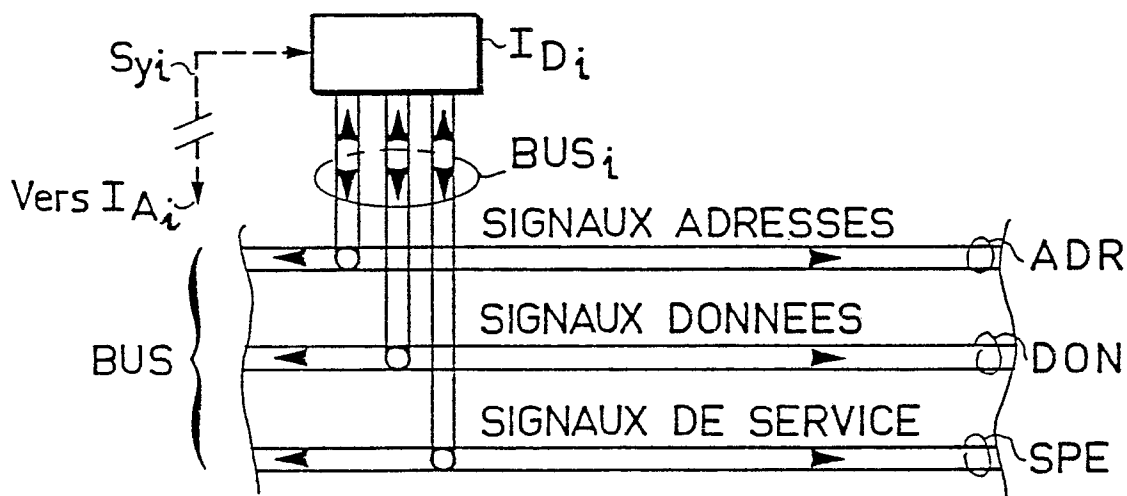 Syi
IDi
BUSi
Vers IAi
SIGNAUX ADRESSES
ADR
SIGNAUX DONNEES
BUS
DON
SIGNAUX DE SERVICE
SPE